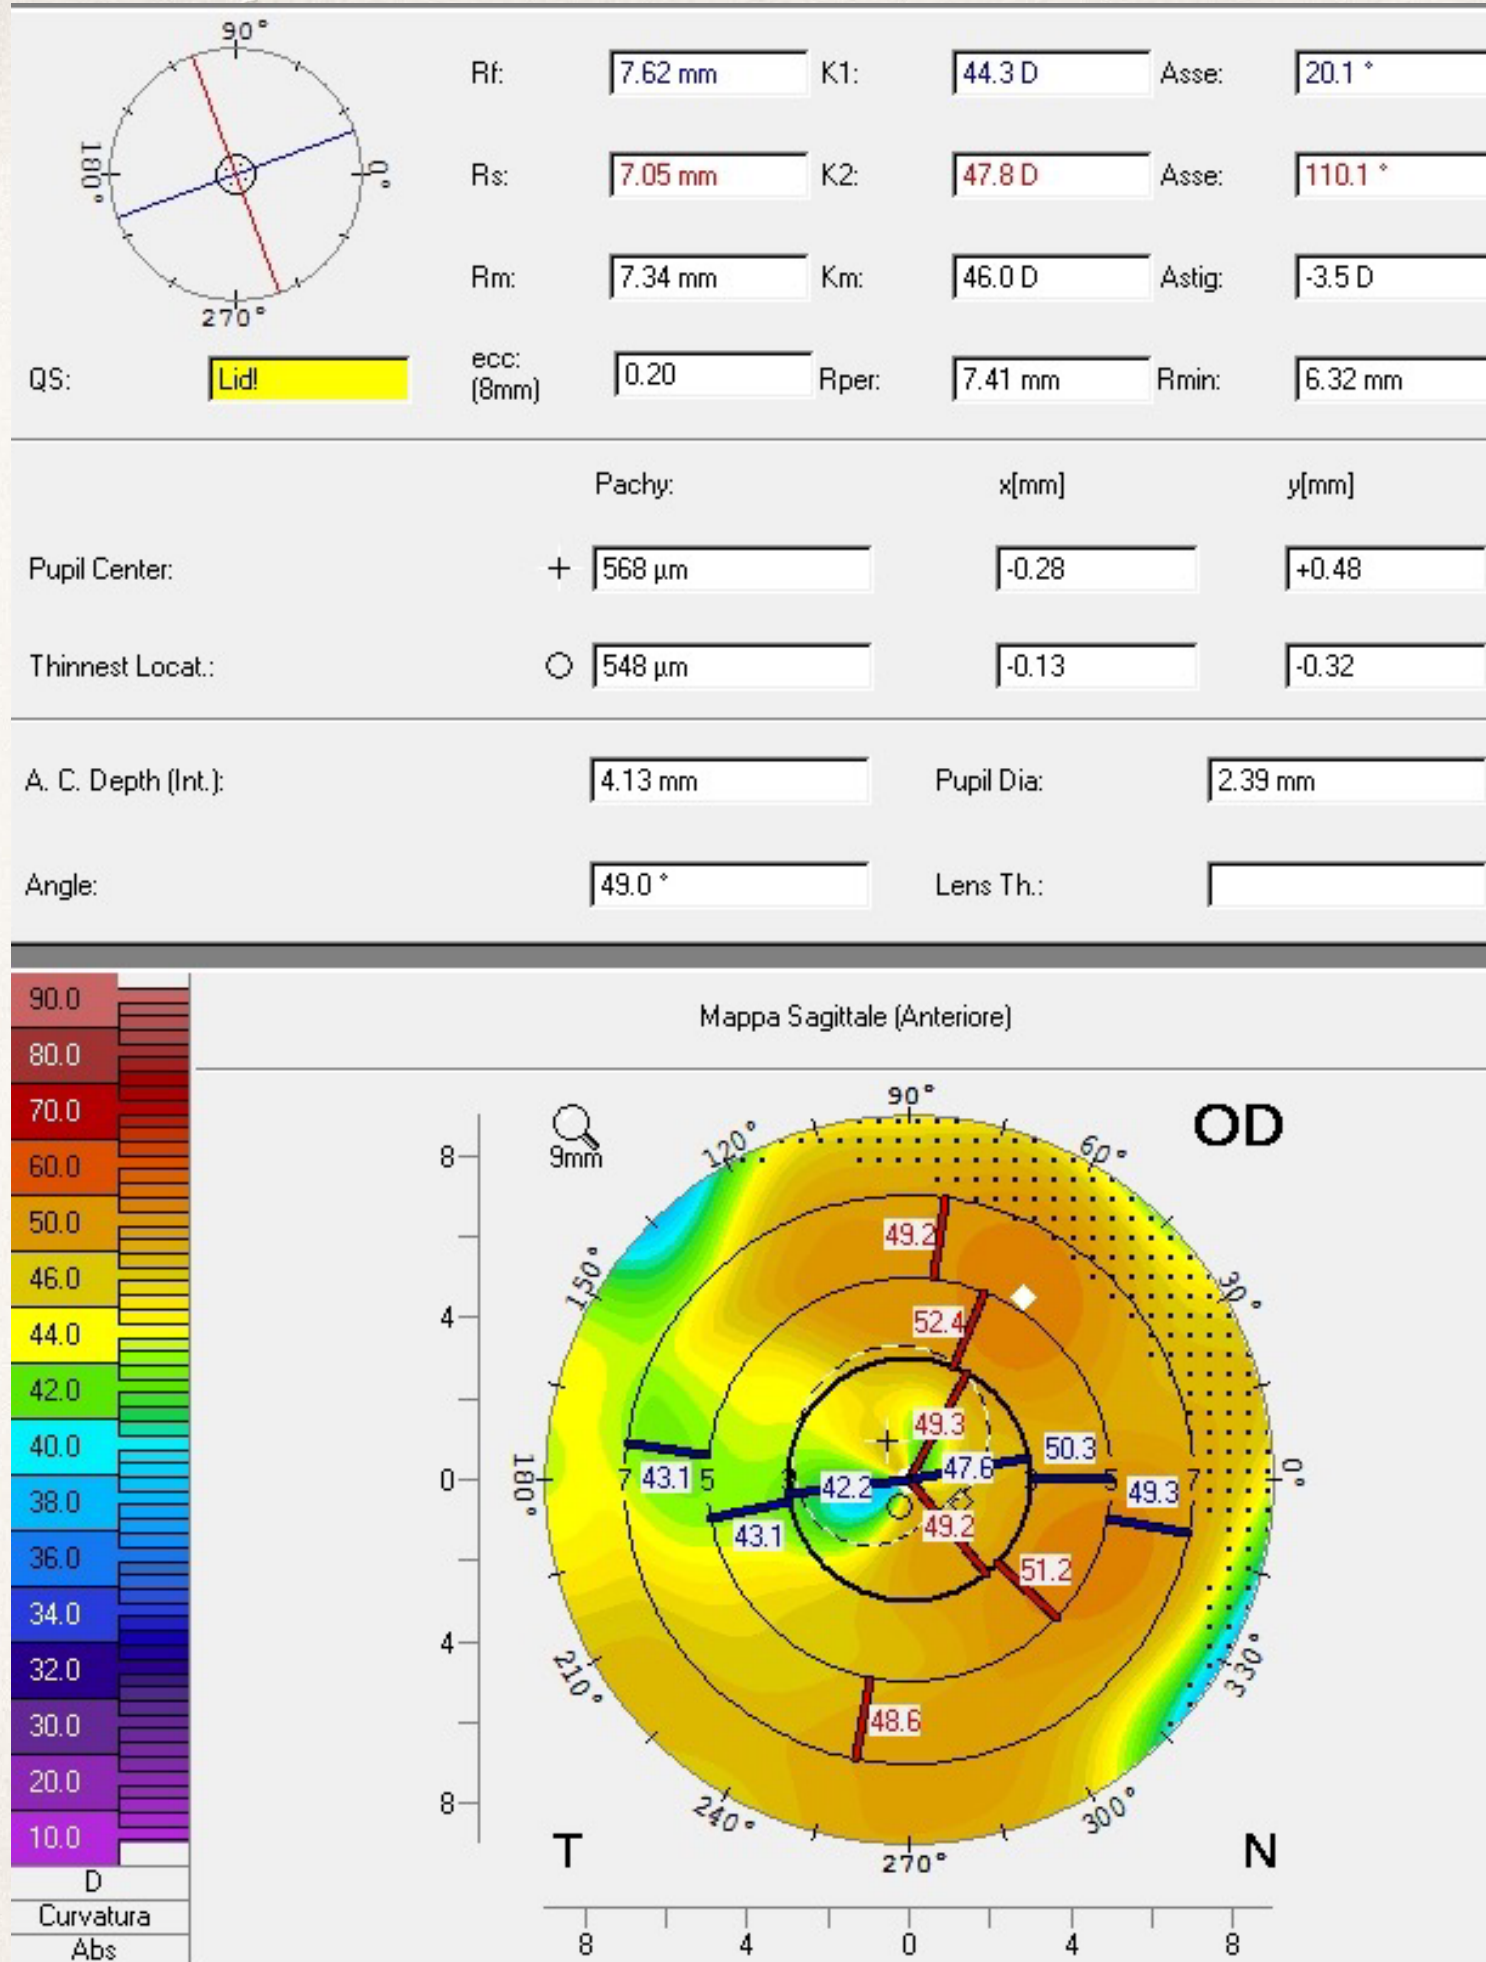 90°
180°
0°
270°
Rf: 7.62 mm K1: 44.3 D Asse: 20.1 °
Rs: 7.05 mm K2: 47.8 D Asse: 110.1 °
Rm: 7.34 mm Km: 46.0 D Astig: -3.5 D
QS: Lid! ecc: (8mm) 0.20 Rper: 7.41 mm Rmin: 6.32 mm
Pachy: x[mm] y[mm]
Pupil Center: + 568 µm -0.28 +0.48
Thinnest Locat.: 548 µm -0.13 -0.32
A. C. Depth (Int.): 4.13 mm Pupil Dia: 2.39 mm
Angle: 49.0 ° Lens Th.:
90.0
80.0
70.0
60.0
50.0
46.0
44.0
42.0
40.0
38.0
36.0
34.0
32.0
30.0
20.0
10.0
D
Curvatura
Abs
Mappa Sagittale (Anteriore)
9mm
OD
90°
120° 60°
150° 30°
180° 0°
210° 330°
240° 300°
270°
8
4
0
4
8
49.2
52.4
49.3
50.3
47.6
7 43.1 5 3 42.2 3 5 49.3 7
43.1
49.2
51.2
48.6
T N
8 4 0 4 8